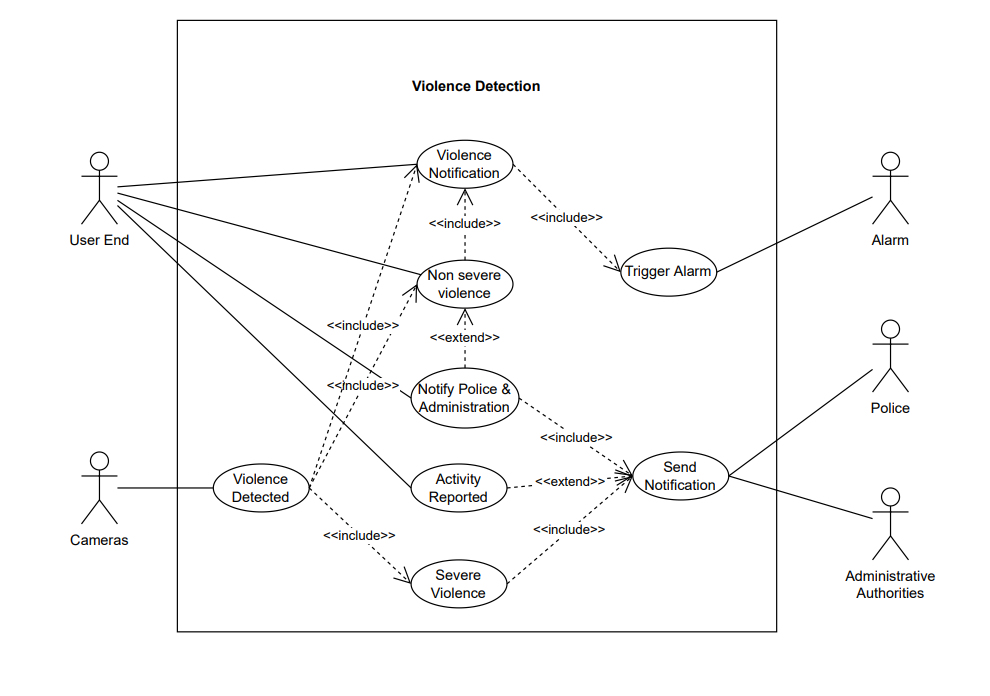 Violence Detection
Violence
Notification
<<include>>
<<include>>
User End
Alarm
Trigger Alarm
Non severe
violence
<<include>>
<<extend>>
<<include>>
Notify Police &
Administration
Police
<<include>>
Send
Notification
Violence
Detected
Activity
Reported
<<extend>>
<<include>>
<<include>>
Cameras
Severe
Violence
Administrative
Authorities